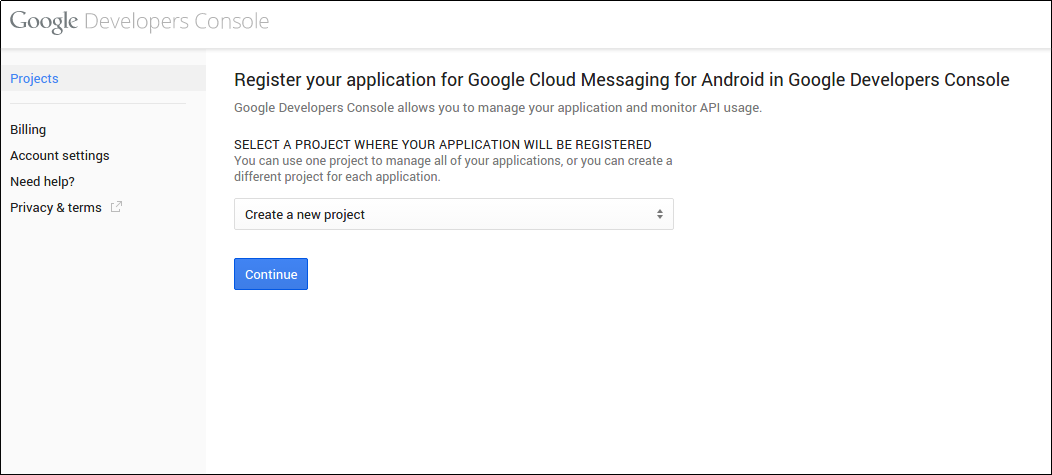 Google Developers Console
Projects
Billing
Account settings
Need help?
Privacy & terms
Register your application for Google Cloud Messaging for Android in Google Developers Console
Google Developers Console allows you to manage your application and monitor API usage.
SELECT A PROJECT WHERE YOUR APPLICATION WILL BE REGISTERED
You can use one project to manage all of your applications, or you can create a
different project for each application.
Create a new project
Continue